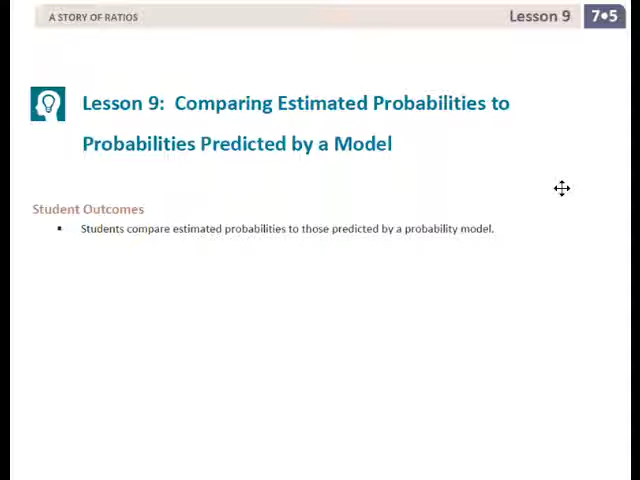 A STORY OF RATIOS
Lesson 9
7•5
Lesson 9: Comparing Estimated Probabilities to
Probabilities Predicted by a Model
Student Outcomes
▪ Students compare estimated probabilities to those predicted by a probability model.